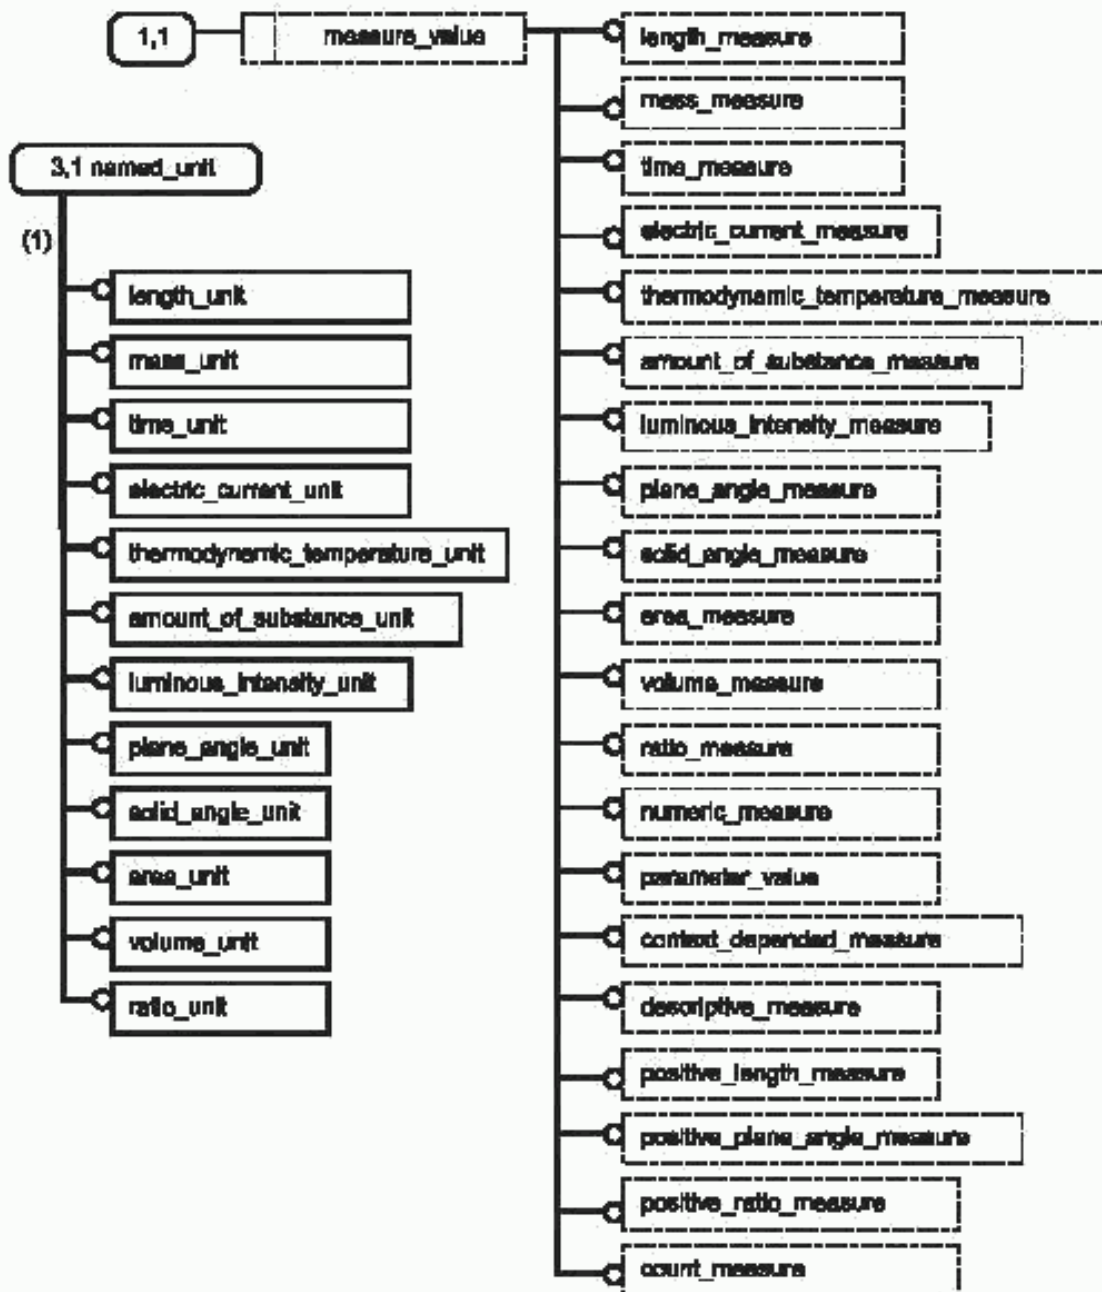 1,1
measure_value
3,1 named_unit
(1)
length_unit
mass_unit
time_unit
electric_current_unit
thermodynamic_temperature_unit
amount_of_substance_unit
luminous_intensity_unit
plane_angle_unit
solid_angle_unit
area_unit
volume_unit
ratio_unit
length_measure
mass_measure
time_measure
electric_current_measure
thermodynamic_temperature_measure
amount_of_substance_measure
luminous_intensity_measure
plane_angle_measure
solid_angle_measure
area_measure
volume_measure
ratio_measure
numeric_measure
parameter_value
context_depended_measure
descriptive_measure
positive_length_measure
positive_plane_angle_measure
positive_ratio_measure
count_measure